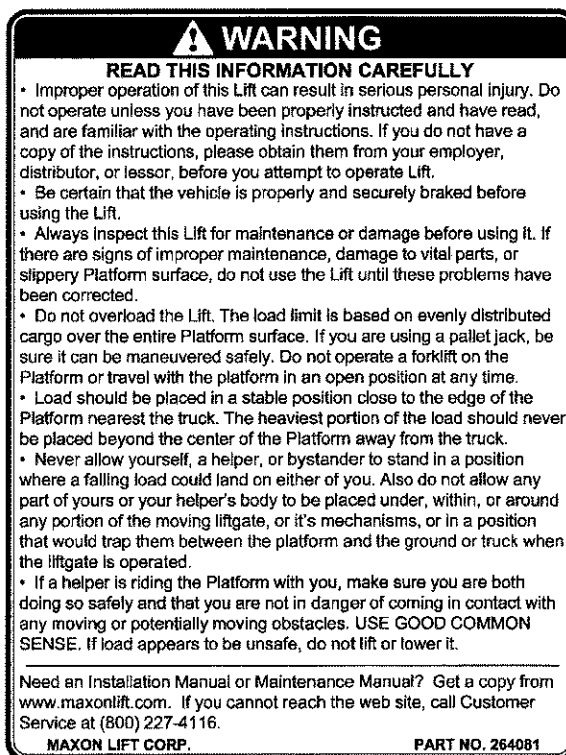 WARNING
READ THIS INFORMATION CAREFULLY
• Improper operation of this Lift can result in serious personal injury. Do
not operate unless you have been properly instructed and have read,
and are familiar with the operating instructions. If you do not have a
copy of the instructions, please obtain them from your employer,
distributor, or lessor, before you attempt to operate Lift.
• Be certain that the vehicle is properly and securely braked before
using the Lift.
• Always inspect this Lift for maintenance or damage before using it. If
there are signs of improper maintenance, damage to vital parts, or
slippery Platform surface, do not use the Lift until these problems have
been corrected.
• Do not overload the Lift. The load limit is based on evenly distributed
cargo over the entire Platform surface. If you are using a pallet jack, be
sure it can be maneuvered safely. Do not operate a forklift on the
Platform or travel with the platform in an open position at any time.
• Load should be placed in a stable position close to the edge of the
Platform nearest the truck. The heaviest portion of the load should never
be placed beyond the center of the Platform away from the truck.
• Never allow yourself, a helper, or bystander to stand in a position
where a falling load could land on either of you. Also do not allow any
part of yours or your helper's body to be placed under, within, or around
any portion of the moving liftgate, or it's mechanisms, or in a position
that would trap them between the platform and the ground or truck when
the liftgate is operated.
• If a helper is riding the Platform with you, make sure you are both
doing so safely and that you are not in danger of coming in contact with
any moving or potentially moving obstacles. USE GOOD COMMON
SENSE. If load appears to be unsafe, do not lift or lower it.
Need an Installation Manual or Maintenance Manual? Get a copy from
www.maxonlift.com. If you cannot reach the web site, call Customer
Service at (800) 227-4116.
MAXON LIFT CORP. PART NO. 264081